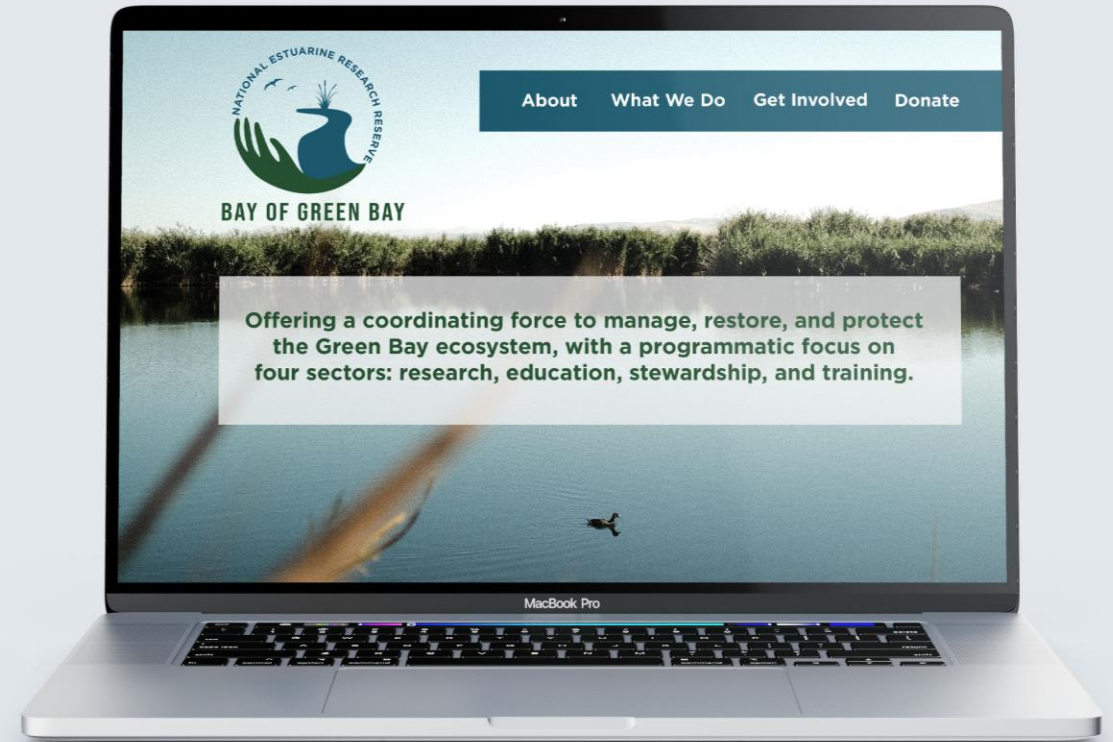 NATIONAL ESTUARINE RESEARCH RESERVE
BAY OF GREEN BAY
About What We Do Get Involved Donate
Offering a coordinating force to manage, restore, and protect
the Green Bay ecosystem, with a programmatic focus on
four sectors: research, education, stewardship, and training.
MacBook Pro